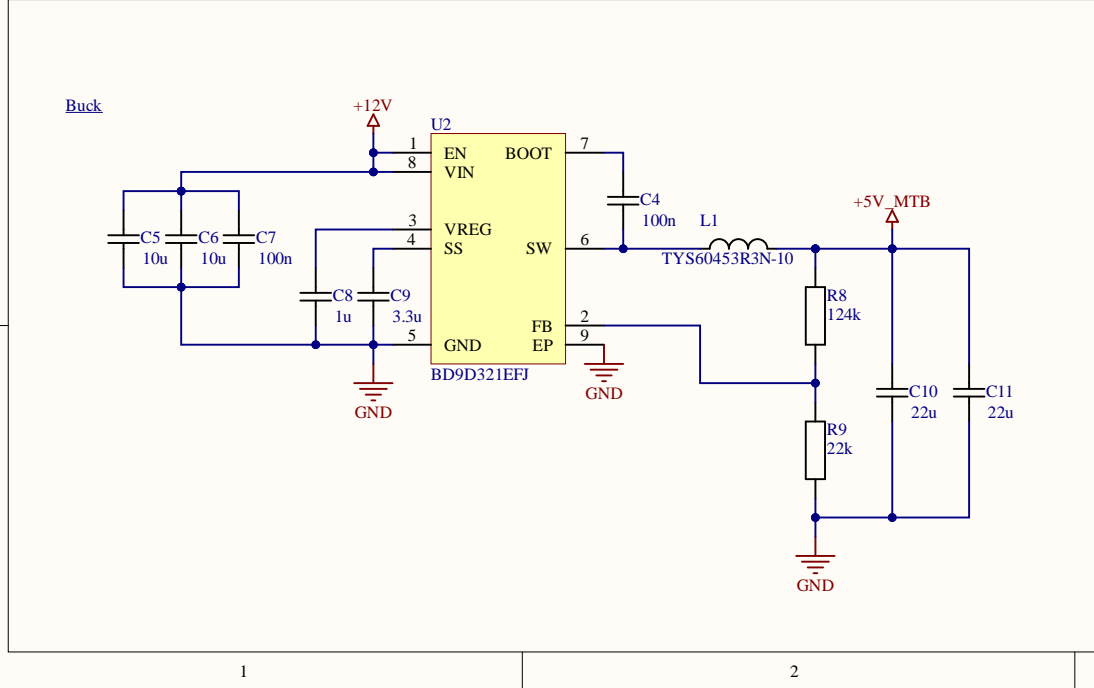 Buck
+12V
U2
1
EN
BOOT
7
8
VIN
C4
100n
+5V_MTB
3
VREG
L1
4
SS
SW
6
TYS60453R3N-10
C5
10u
C6
10u
C7
100n
C8
1u
C9
3.3u
R8
124k
FB
2
5
GND
EP
9
BD9D321EFJ
GND
GND
C10
22u
C11
22u
R9
22k
GND
1
2